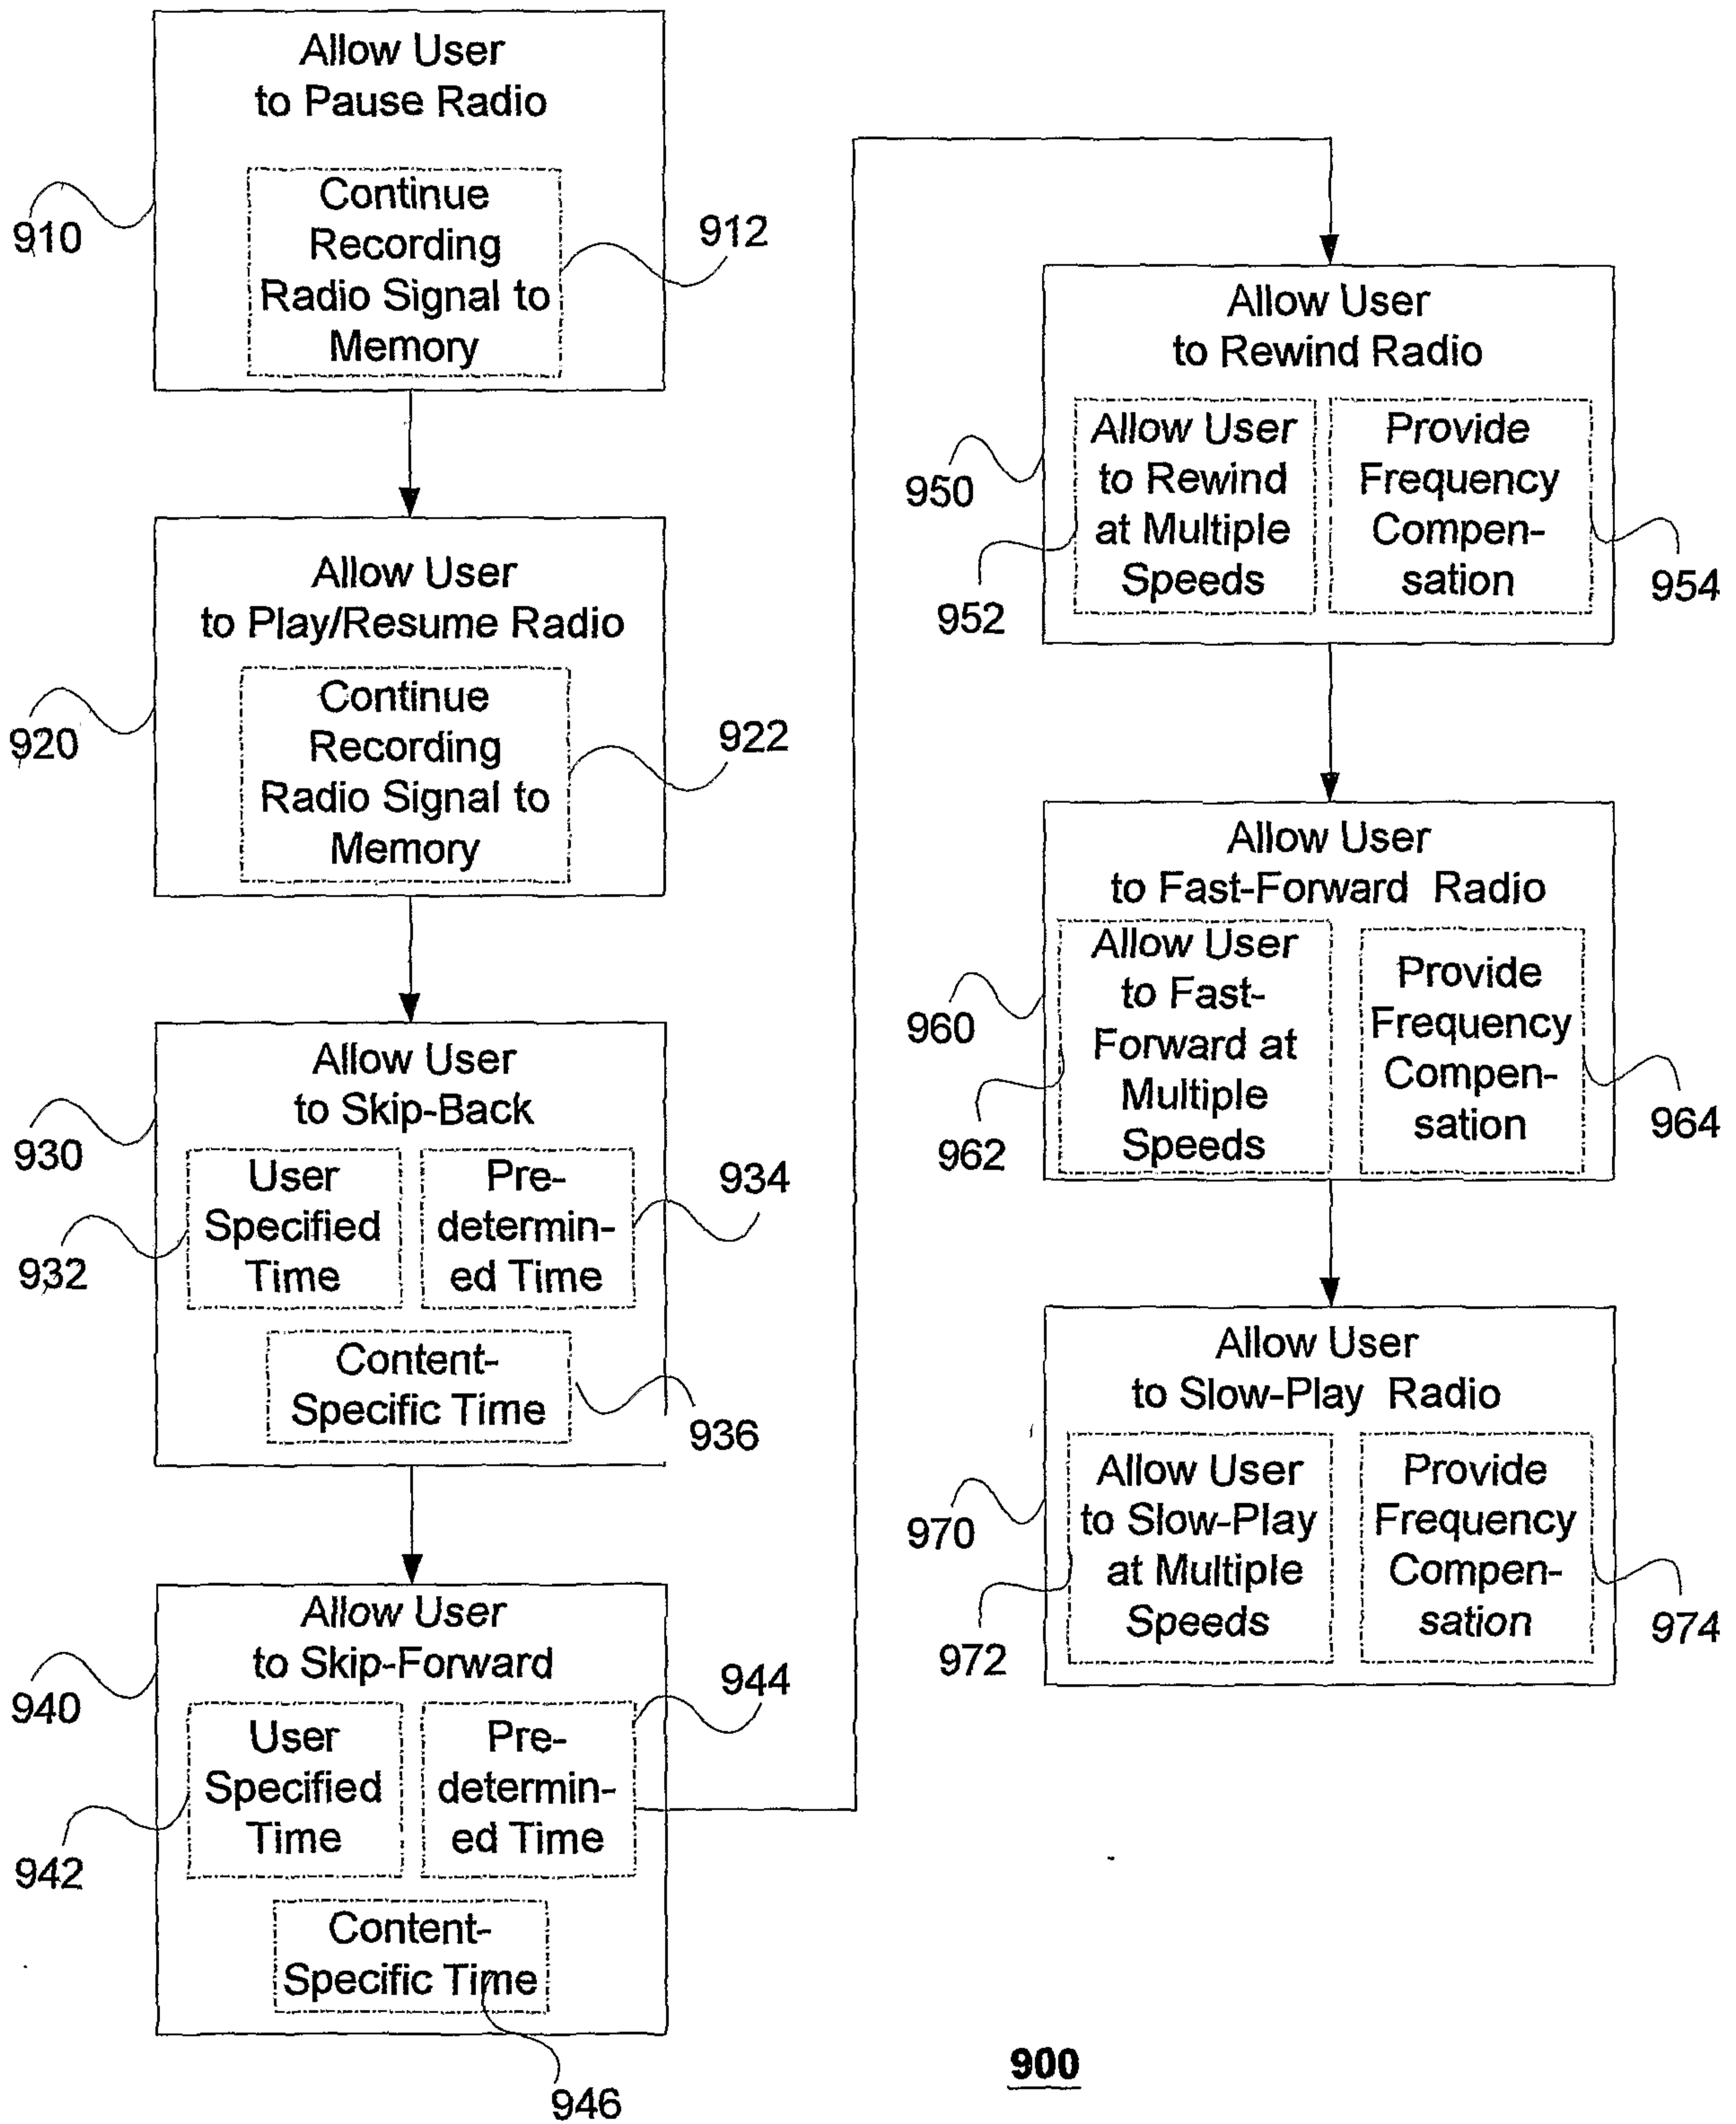 Allow User
to Pause Radio
Continue
Recording
Radio Signal to
Memory
910
912
Allow User
to Play/Resume Radio
Continue
Recording
Radio Signal to
Memory
920
922
Allow User
to Skip-Back
User
Specified
Time
Pre-
determin-
ed Time
Content-
Specific Time
930
932
934
936
Allow User
to Skip-Forward
User
Specified
Time
Pre-
determin-
ed Time
Content-
Specific Time
940
942
944
946
Allow User
to Rewind Radio
Allow User
to Rewind
at Multiple
Speeds
Provide
Frequency
Compen-
sation
950
952
954
Allow User
to Fast-Forward Radio
Allow User
to Fast-
Forward at
Multiple
Speeds
Provide
Frequency
Compen-
sation
960
962
964
Allow User
to Slow-Play Radio
Allow User
to Slow-Play
at Multiple
Speeds
Provide
Frequency
Compen-
sation
970
972
974
900